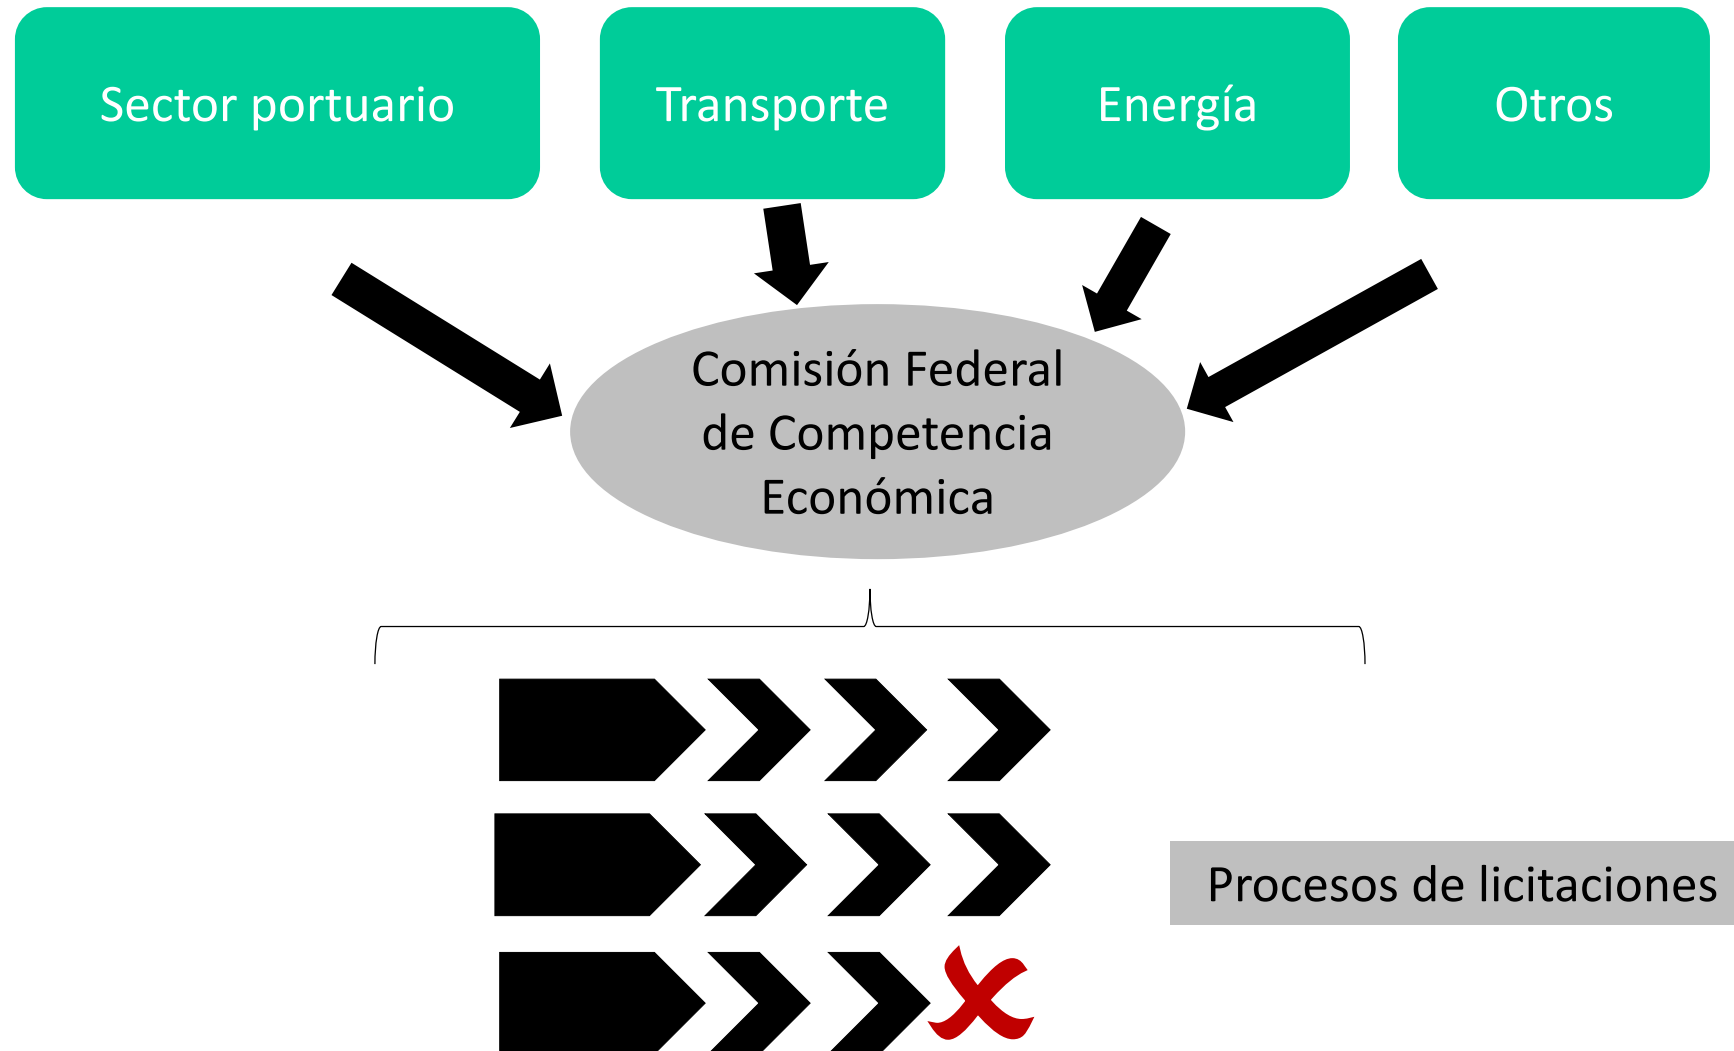 Sector portuario
Transporte
Energía
Otros
Comisión Federal
de Competencia
Económica
Procesos de licitaciones